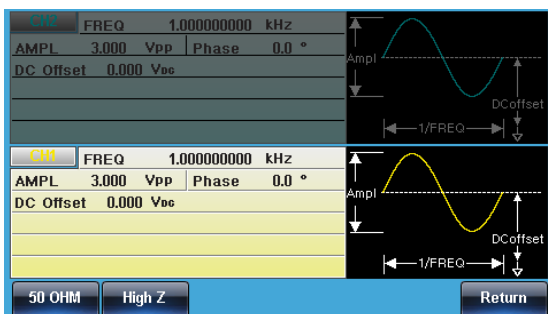 CH2 FREQ 1.000000000 kHz
AMPL 3.000 Vpp Phase 0.0 °
DC Offset 0.000 VDC
Ampl
DCoffset
1/FREQ
CH1 FREQ 1.000000000 kHz
AMPL 3.000 Vpp Phase 0.0 °
DC Offset 0.000 VDC
Ampl
DCoffset
1/FREQ
50 OHM High Z Return